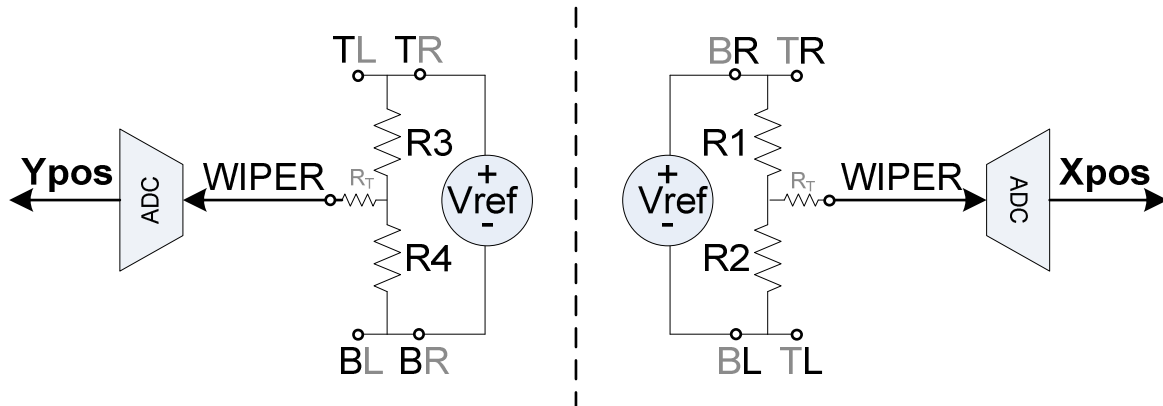 TL TR
R3
Ypos
ADC
WIPER
RT
+
Vref
-
R4
BL BR
BR TR
R1
+
Vref
-
RT
WIPER
ADC
Xpos
R2
BL TL